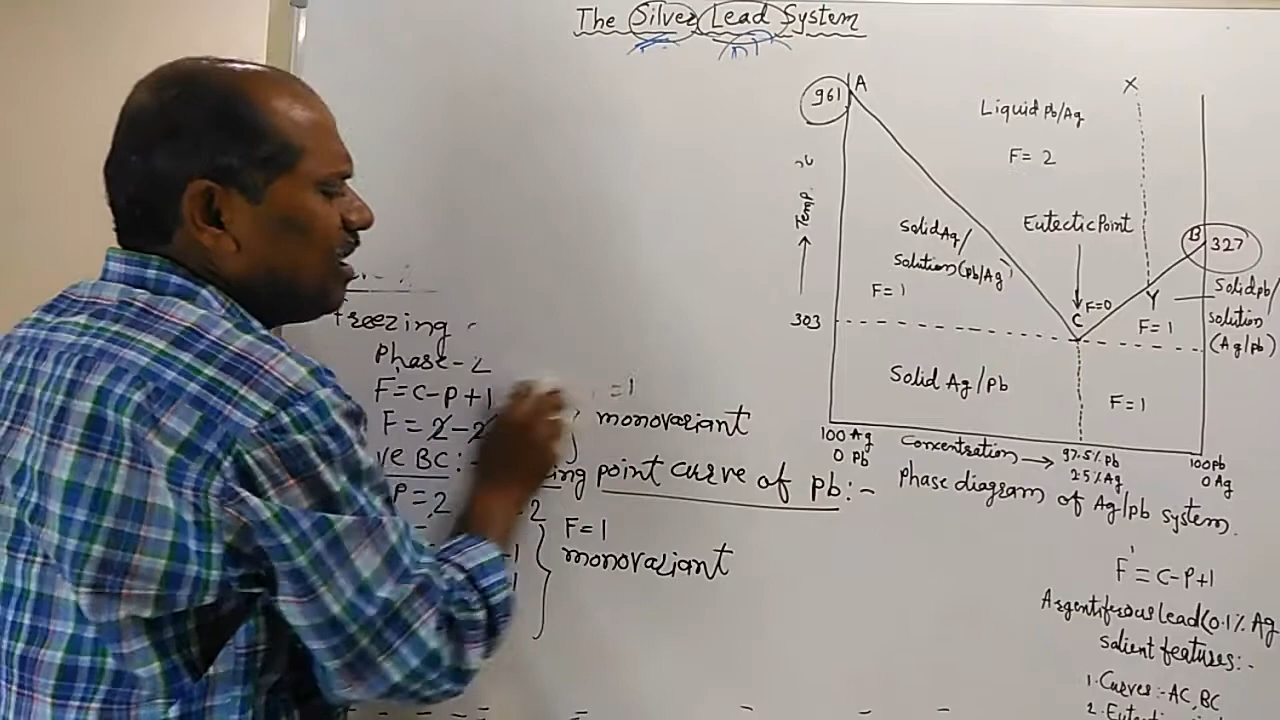 The Silver Lead System
freezing
Phase-2
F=C-P+1
=1
F=2-2
monovariant
ve BC:-
ing point curve of pb:-
P=2
2
F=1
monovariant
A
961
Temp. °C
303
Liquid Pb/Ag
F=2
X
Solid Ag/
Solution(Pb/Ag)
F=1
Eutectic Point
C
F=0
B
327
Y
F=1
Solid pb/
solution
(Ag/pb)
Solid Ag/Pb
F=1
100 Ag
0 Pb
Concentration
97.5% Pb
2.5% Ag
100 Pb
0 Ag
Phase diagram of Ag/pb system.
F' = C-P+1
Argentiferous lead(0.1% Ag
salient features:-
1. Curves:- AC, BC